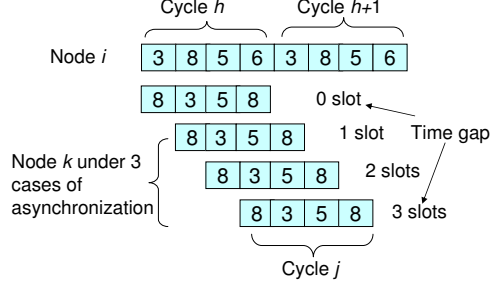 Cycle h Cycle h+1
Node i 3 8 5 6 3 8 5 6
8 3 5 8 0 slot
8 3 5 8 1 slot Time gap
Node k under 3
cases of
asynchronization
8 3 5 8 2 slots
8 3 5 8 3 slots
Cycle j